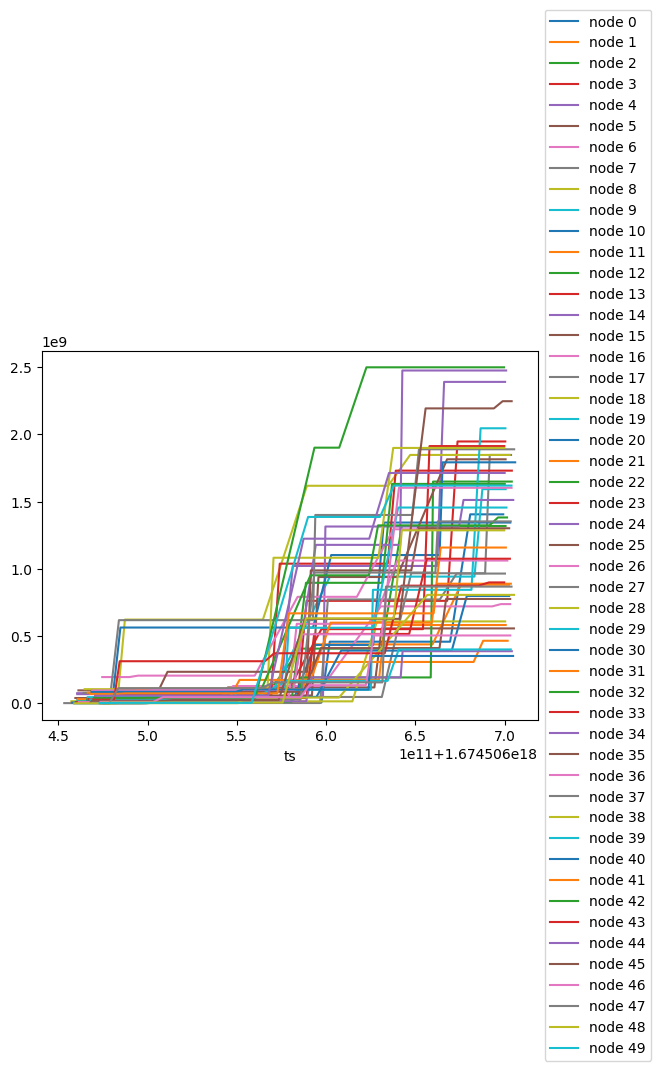 1e9
2.5
2.0
1.5
1.0
0.5
0.0
4.5 5.0 5.5 6.0 6.5 7.0
ts
1e11+1.674506e18
node 0
node 1
node 2
node 3
node 4
node 5
node 6
node 7
node 8
node 9
node 10
node 11
node 12
node 13
node 14
node 15
node 16
node 17
node 18
node 19
node 20
node 21
node 22
node 23
node 24
node 25
node 26
node 27
node 28
node 29
node 30
node 31
node 32
node 33
node 34
node 35
node 36
node 37
node 38
node 39
node 40
node 41
node 42
node 43
node 44
node 45
node 46
node 47
node 48
node 49